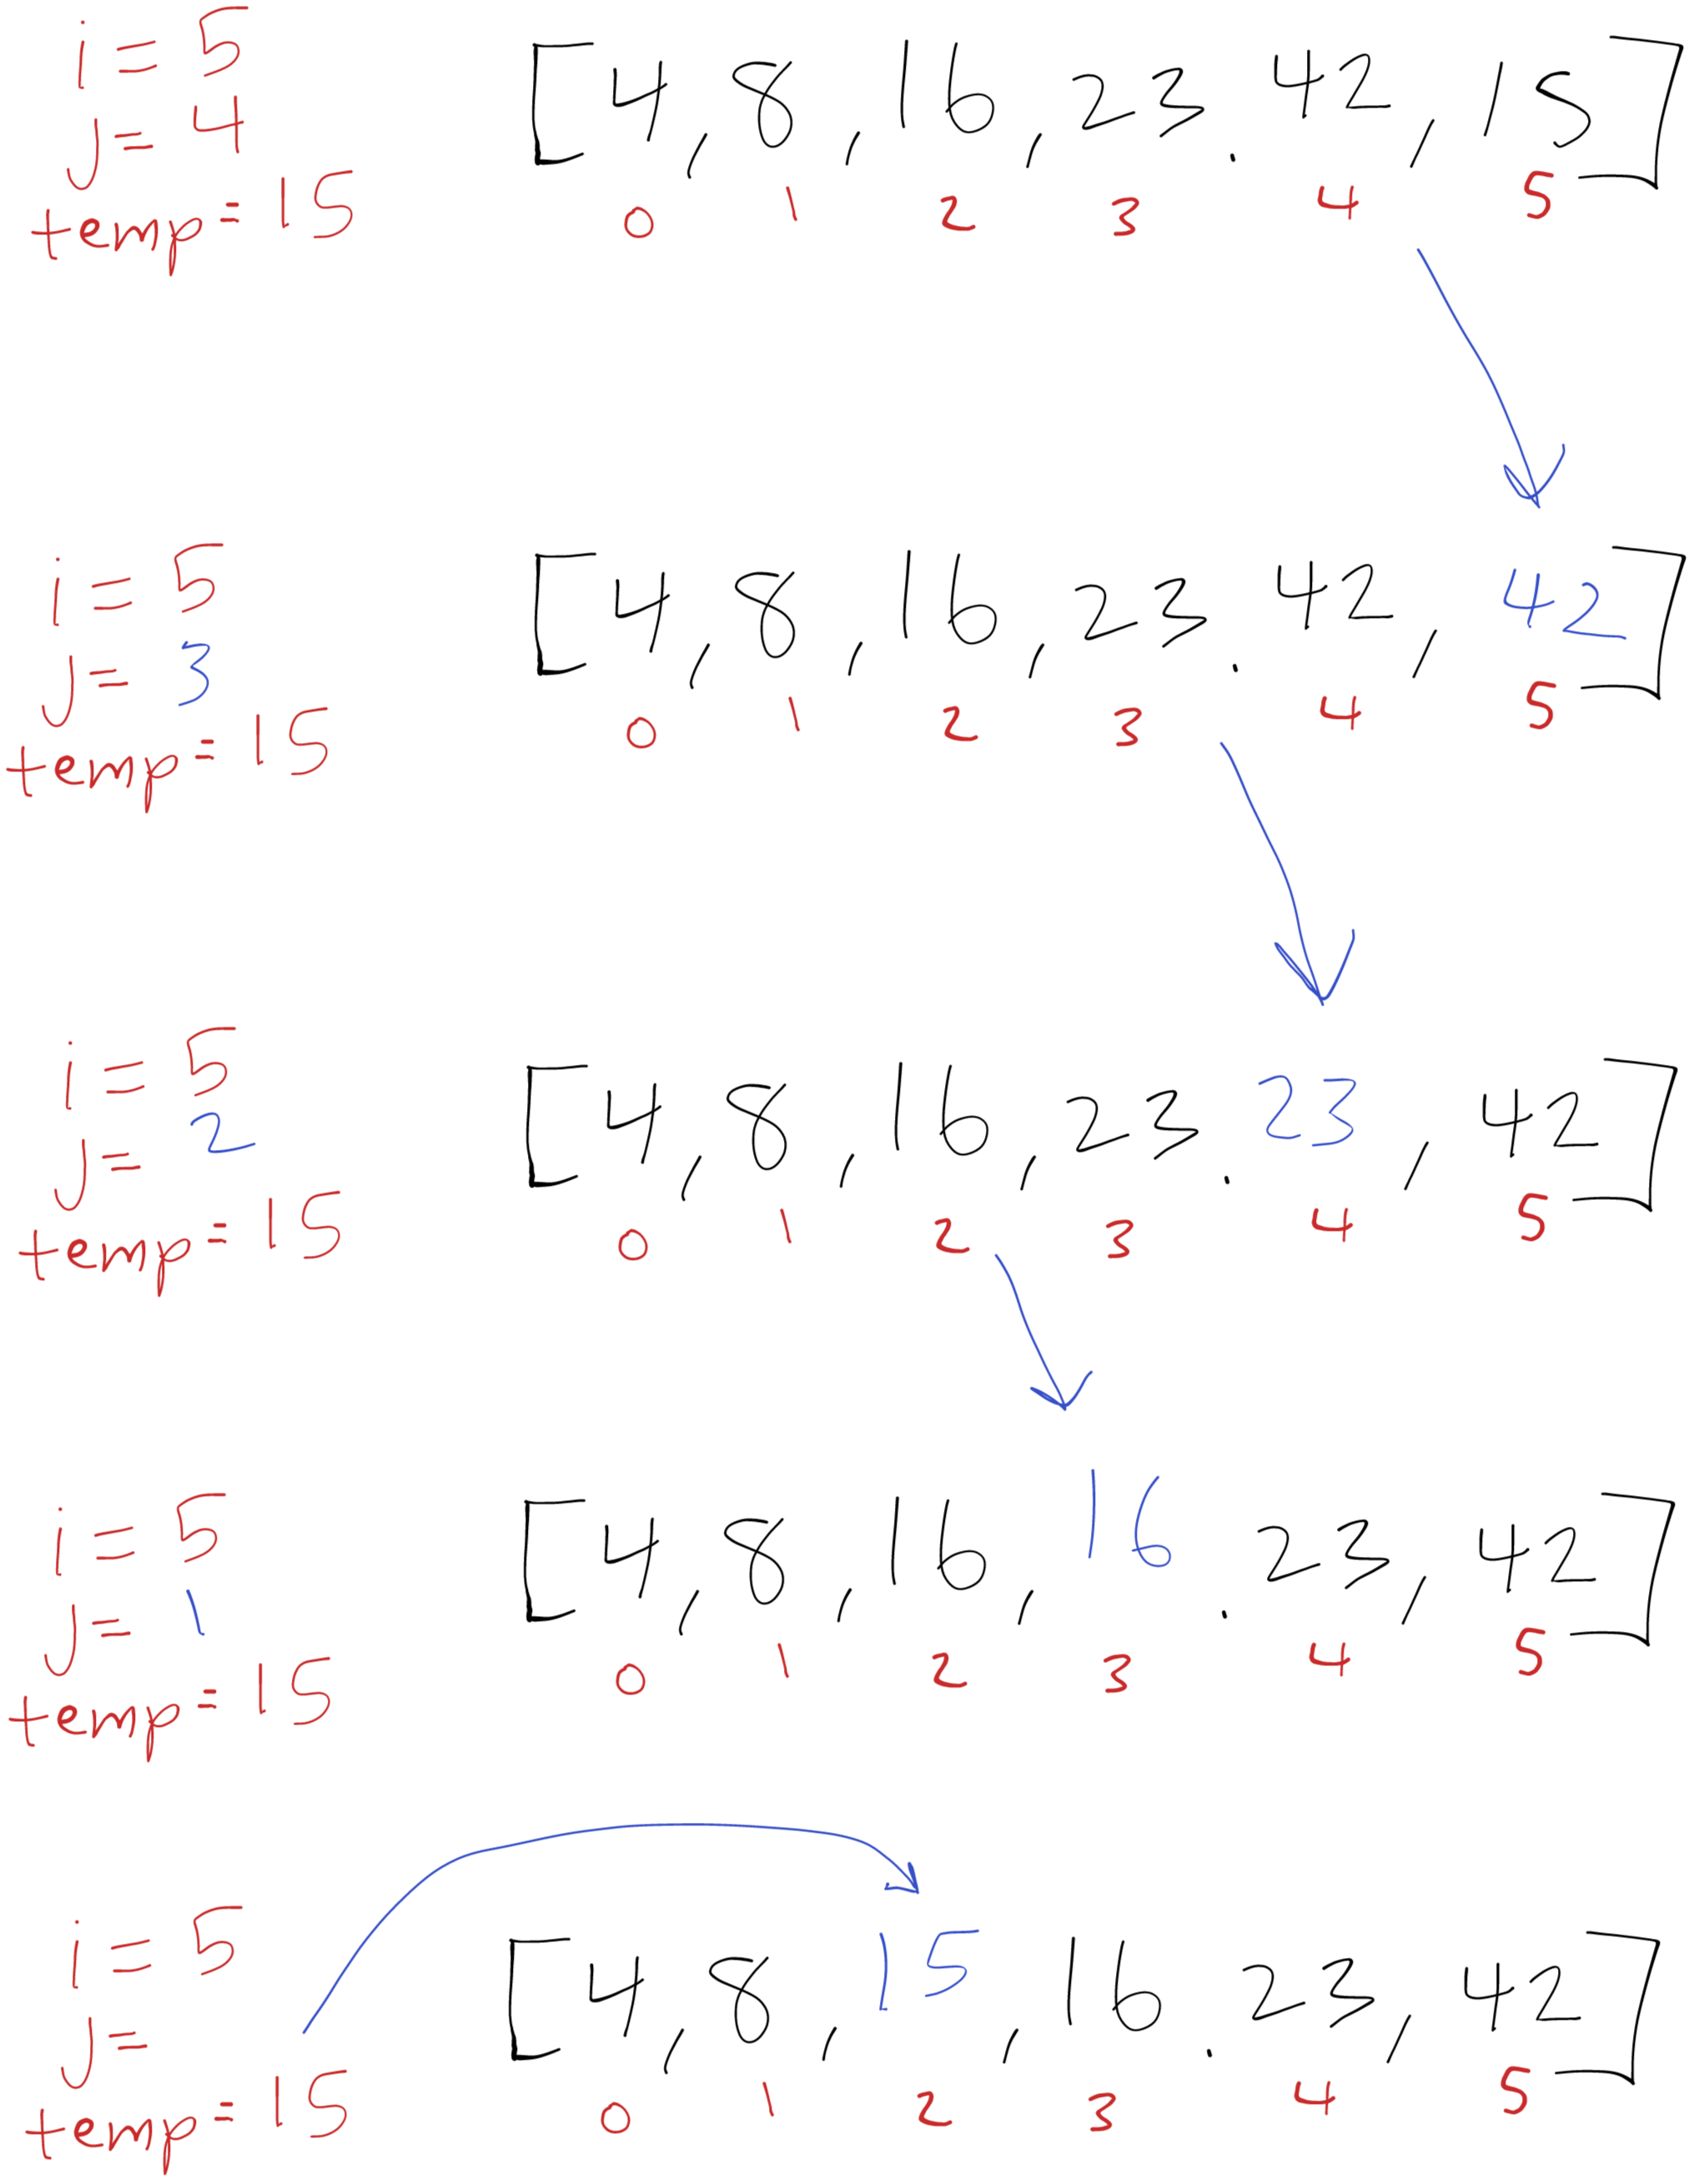 i = 5 [4, 8, 16, 23. 42, 15]
j = 4
temp = 15 0 1 2 3 4 5
i = 5 [4, 8, 16, 23. 42, 42]
j = 3
temp = 15 0 1 2 3 4 5
i = 5 [4, 8, 16, 23. 23, 42]
j = 2
temp = 15 0 1 2 3 4 5
i = 5 [4, 8, 16, 16. 23, 42]
j = 1
temp = 15 0 1 2 3 4 5
i = 5 [4, 8, 15, 16. 23, 42]
j =
temp = 15 0 1 2 3 4 5